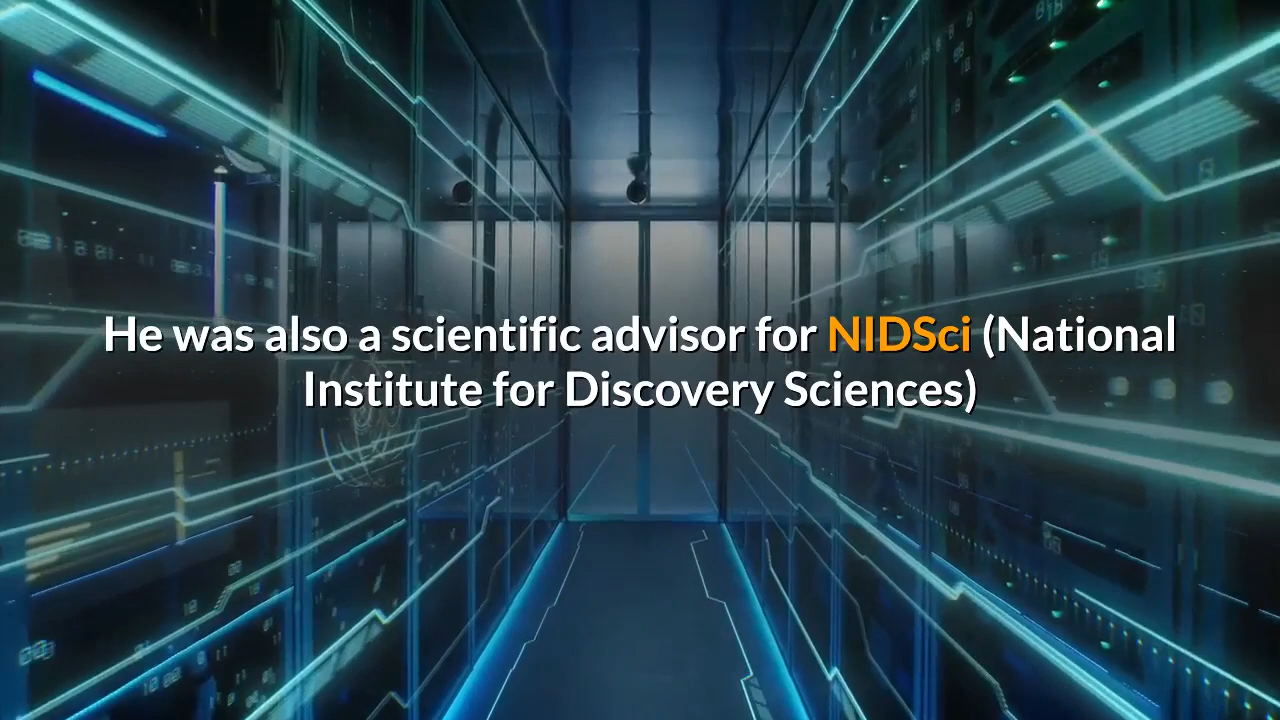 He was also a scientific advisor for NIDSci (National
Institute for Discovery Sciences)